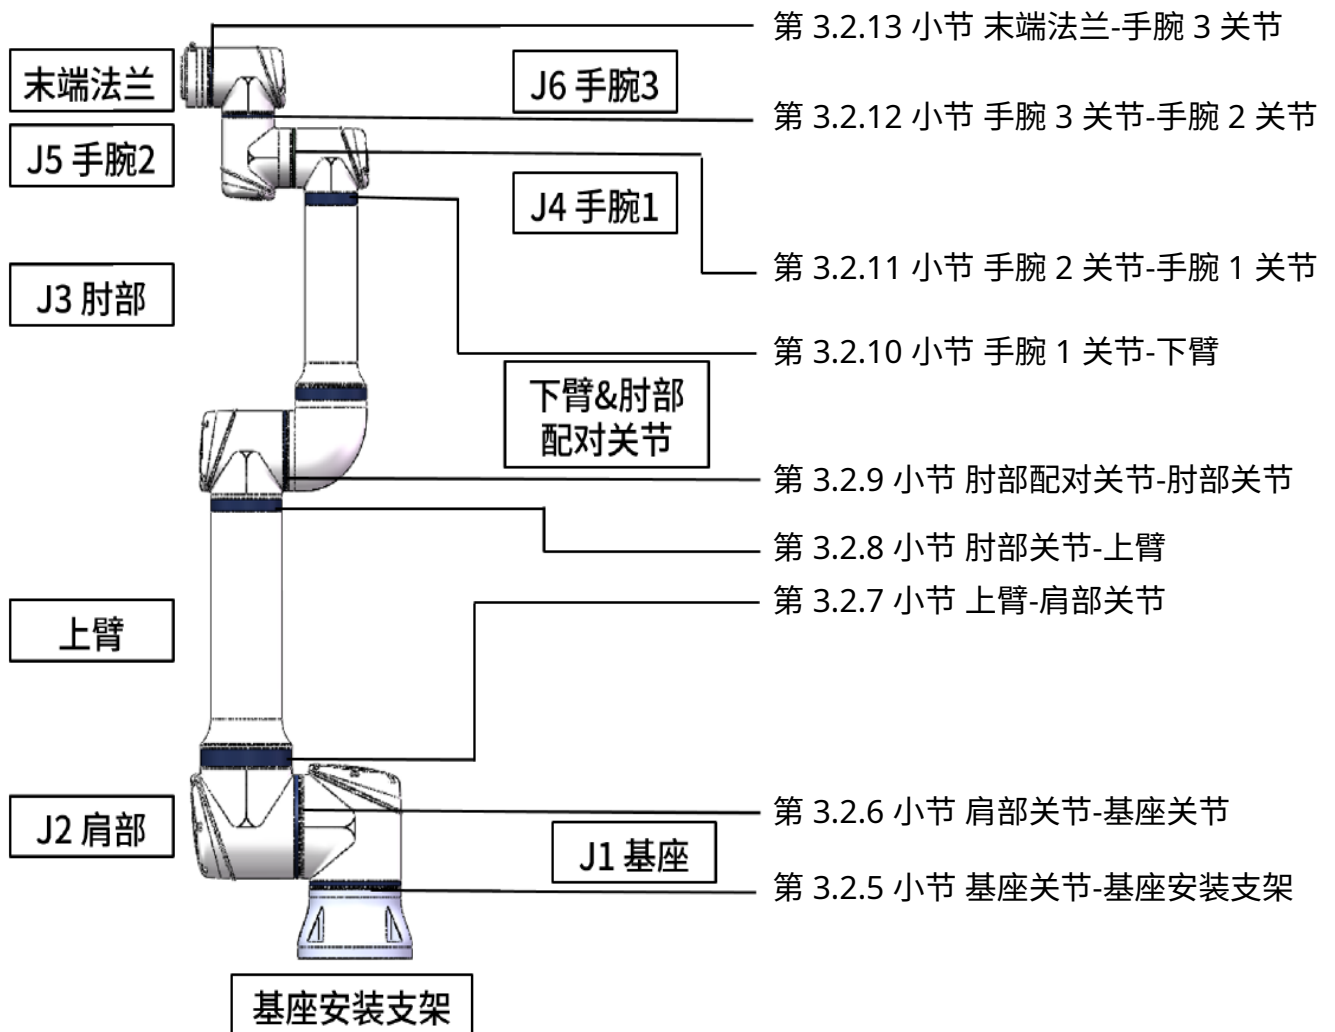 第 3.2.13 小节 末端法兰-手腕 3 关节
末端法兰
J6 手腕3
第 3.2.12 小节 手腕 3 关节-手腕 2 关节
J5 手腕2
J4 手腕1
第 3.2.11 小节 手腕 2 关节-手腕 1 关节
J3 肘部
第 3.2.10 小节 手腕 1 关节-下臂
下臂&肘部
配对关节
第 3.2.9 小节 肘部配对关节-肘部关节
第 3.2.8 小节 肘部关节-上臂
第 3.2.7 小节 上臂-肩部关节
上臂
第 3.2.6 小节 肩部关节-基座关节
J2 肩部
J1 基座
第 3.2.5 小节 基座关节-基座安装支架
基座安装支架